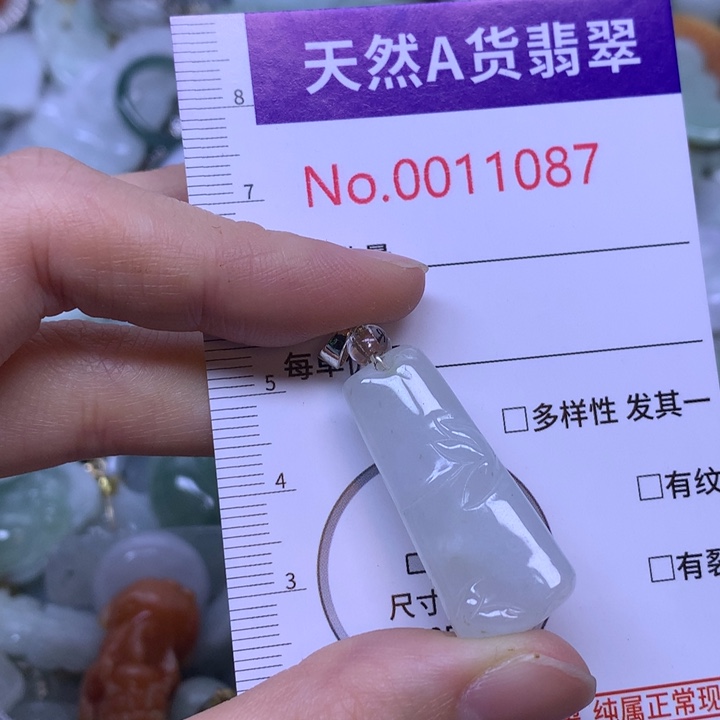 天然A货翡翠
No.0011087
8
7
每单
5
□多样性 发其一
4
□有纹
3
□有裂
尺寸
纯属正常现